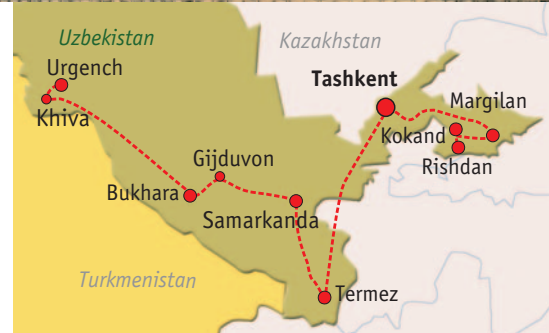 Uzbekistan
Kazakhstan
Urgench
Tashkent
Khiva
Margilan
Kokand
Rishdan
Gijduvon
Bukhara
Samarkanda
Turkmenistan
Termez